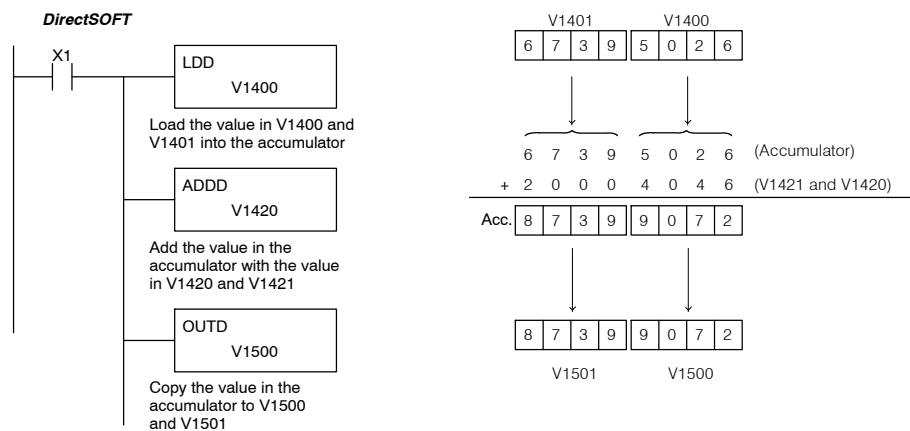 DirectSOFT
X1
LDD
V1400
Load the value in V1400 and
V1401 into the accumulator
ADDD
V1420
Add the value in the
accumulator with the value
in V1420 and V1421
OUTD
V1500
Copy the value in the
accumulator to V1500
and V1501
V1401 V1400
6 7 3 9 5 0 2 6
6 7 3 9 5 0 2 6 (Accumulator)
+ 2 0 0 0 4 0 4 6 (V1421 and V1420)
Acc. 8 7 3 9 9 0 7 2
8 7 3 9 9 0 7 2
V1501 V1500